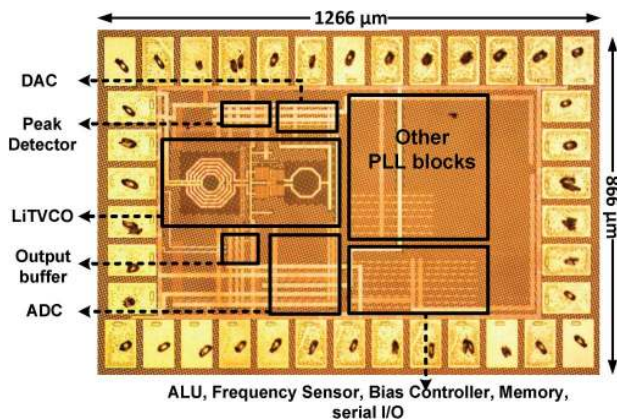 1266 µm
DAC
Peak
Detector
LiTVCO
Output
buffer
ADC
Other
PLL blocks
866 µm
ALU, Frequency Sensor, Bias Controller, Memory,
serial I/O